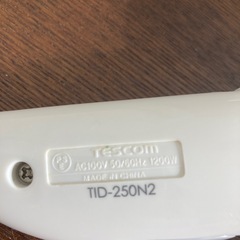 TESCOM
AC100V 50/60HZ 1200W
MADE IN CHINA
TID-250N2